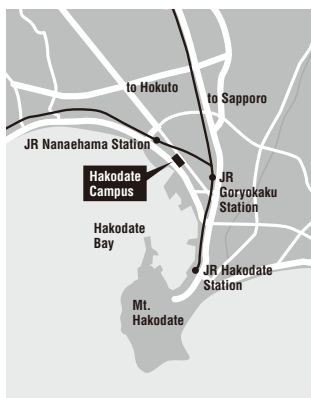 to Hokuto
to Sapporo
JR Nanaehama Station
Hakodate
Campus
JR
Goryokaku
Station
Hakodate
Bay
JR Hakodate
Station
Mt.
Hakodate